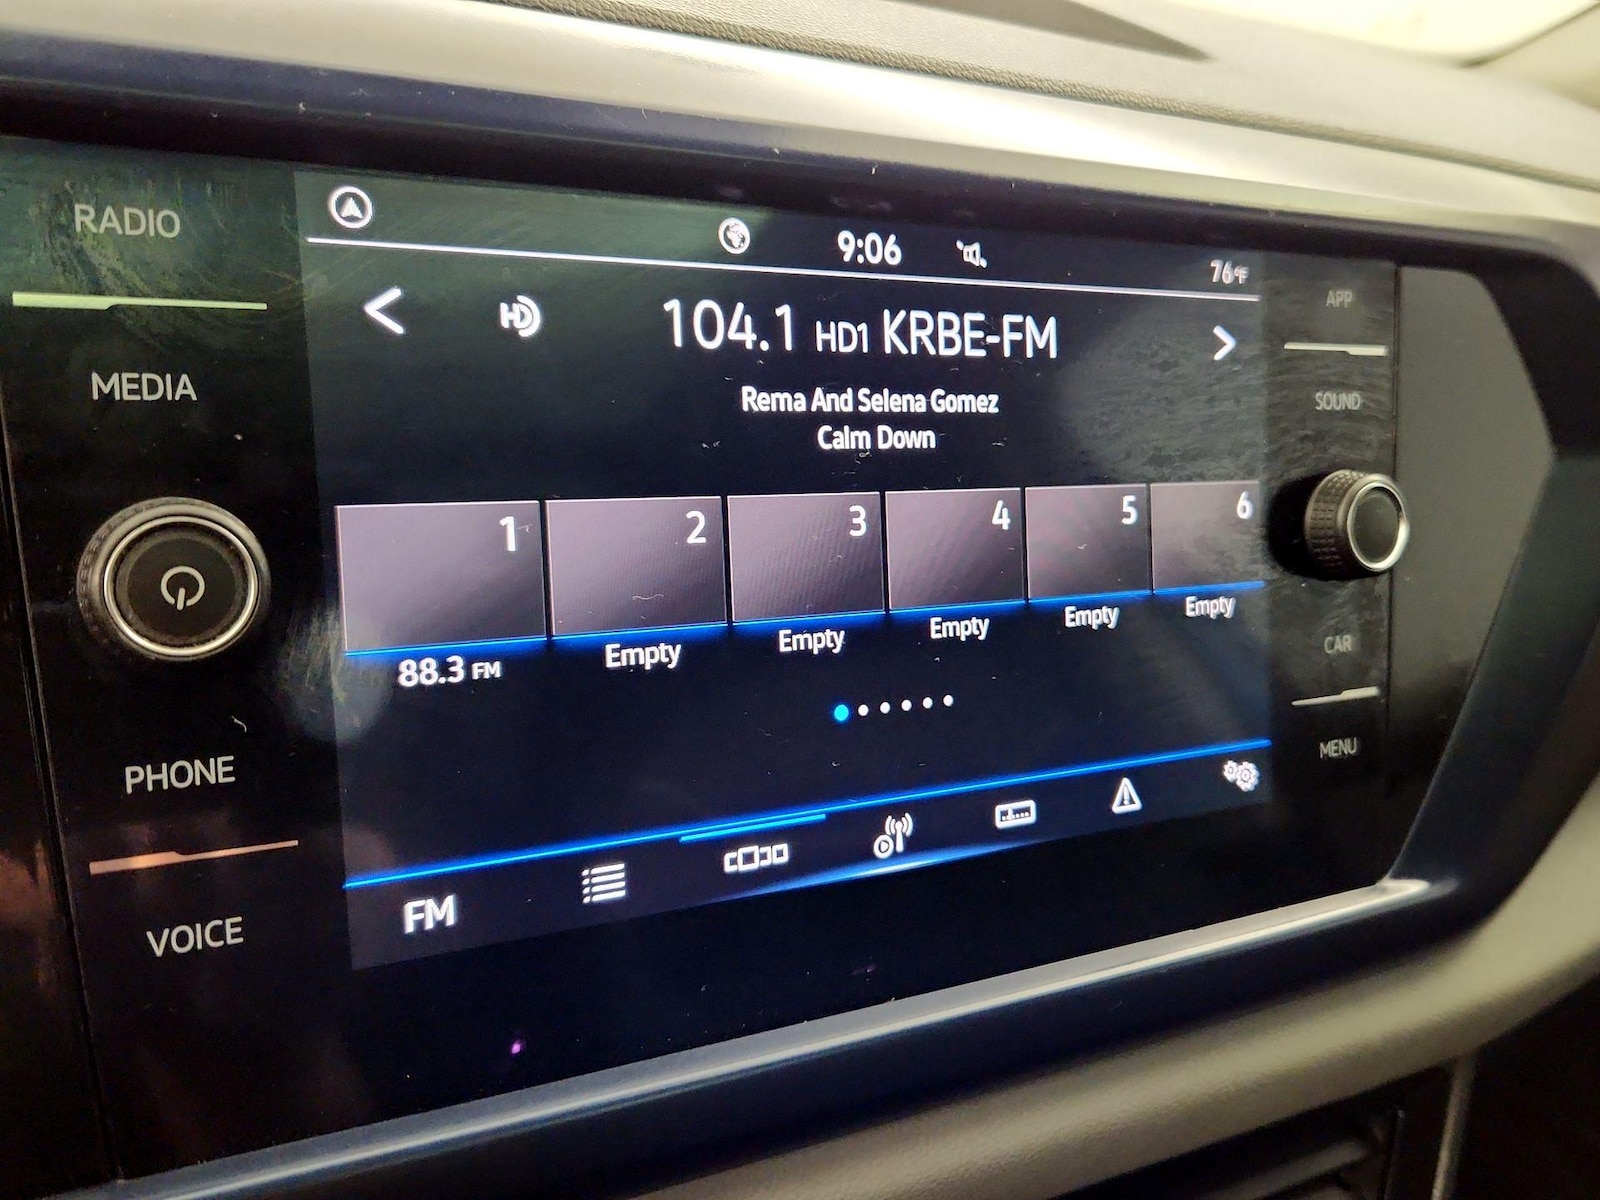 RADIO
MEDIA
PHONE
VOICE
9:06
76°F
HD
104.1 HD1 KRBE-FM
Rema And Selena Gomez
Calm Down
1
2
3
4
5
6
88.3 FM
Empty
Empty
Empty
Empty
Empty
FM
APP
SOUND
CAR
MENU